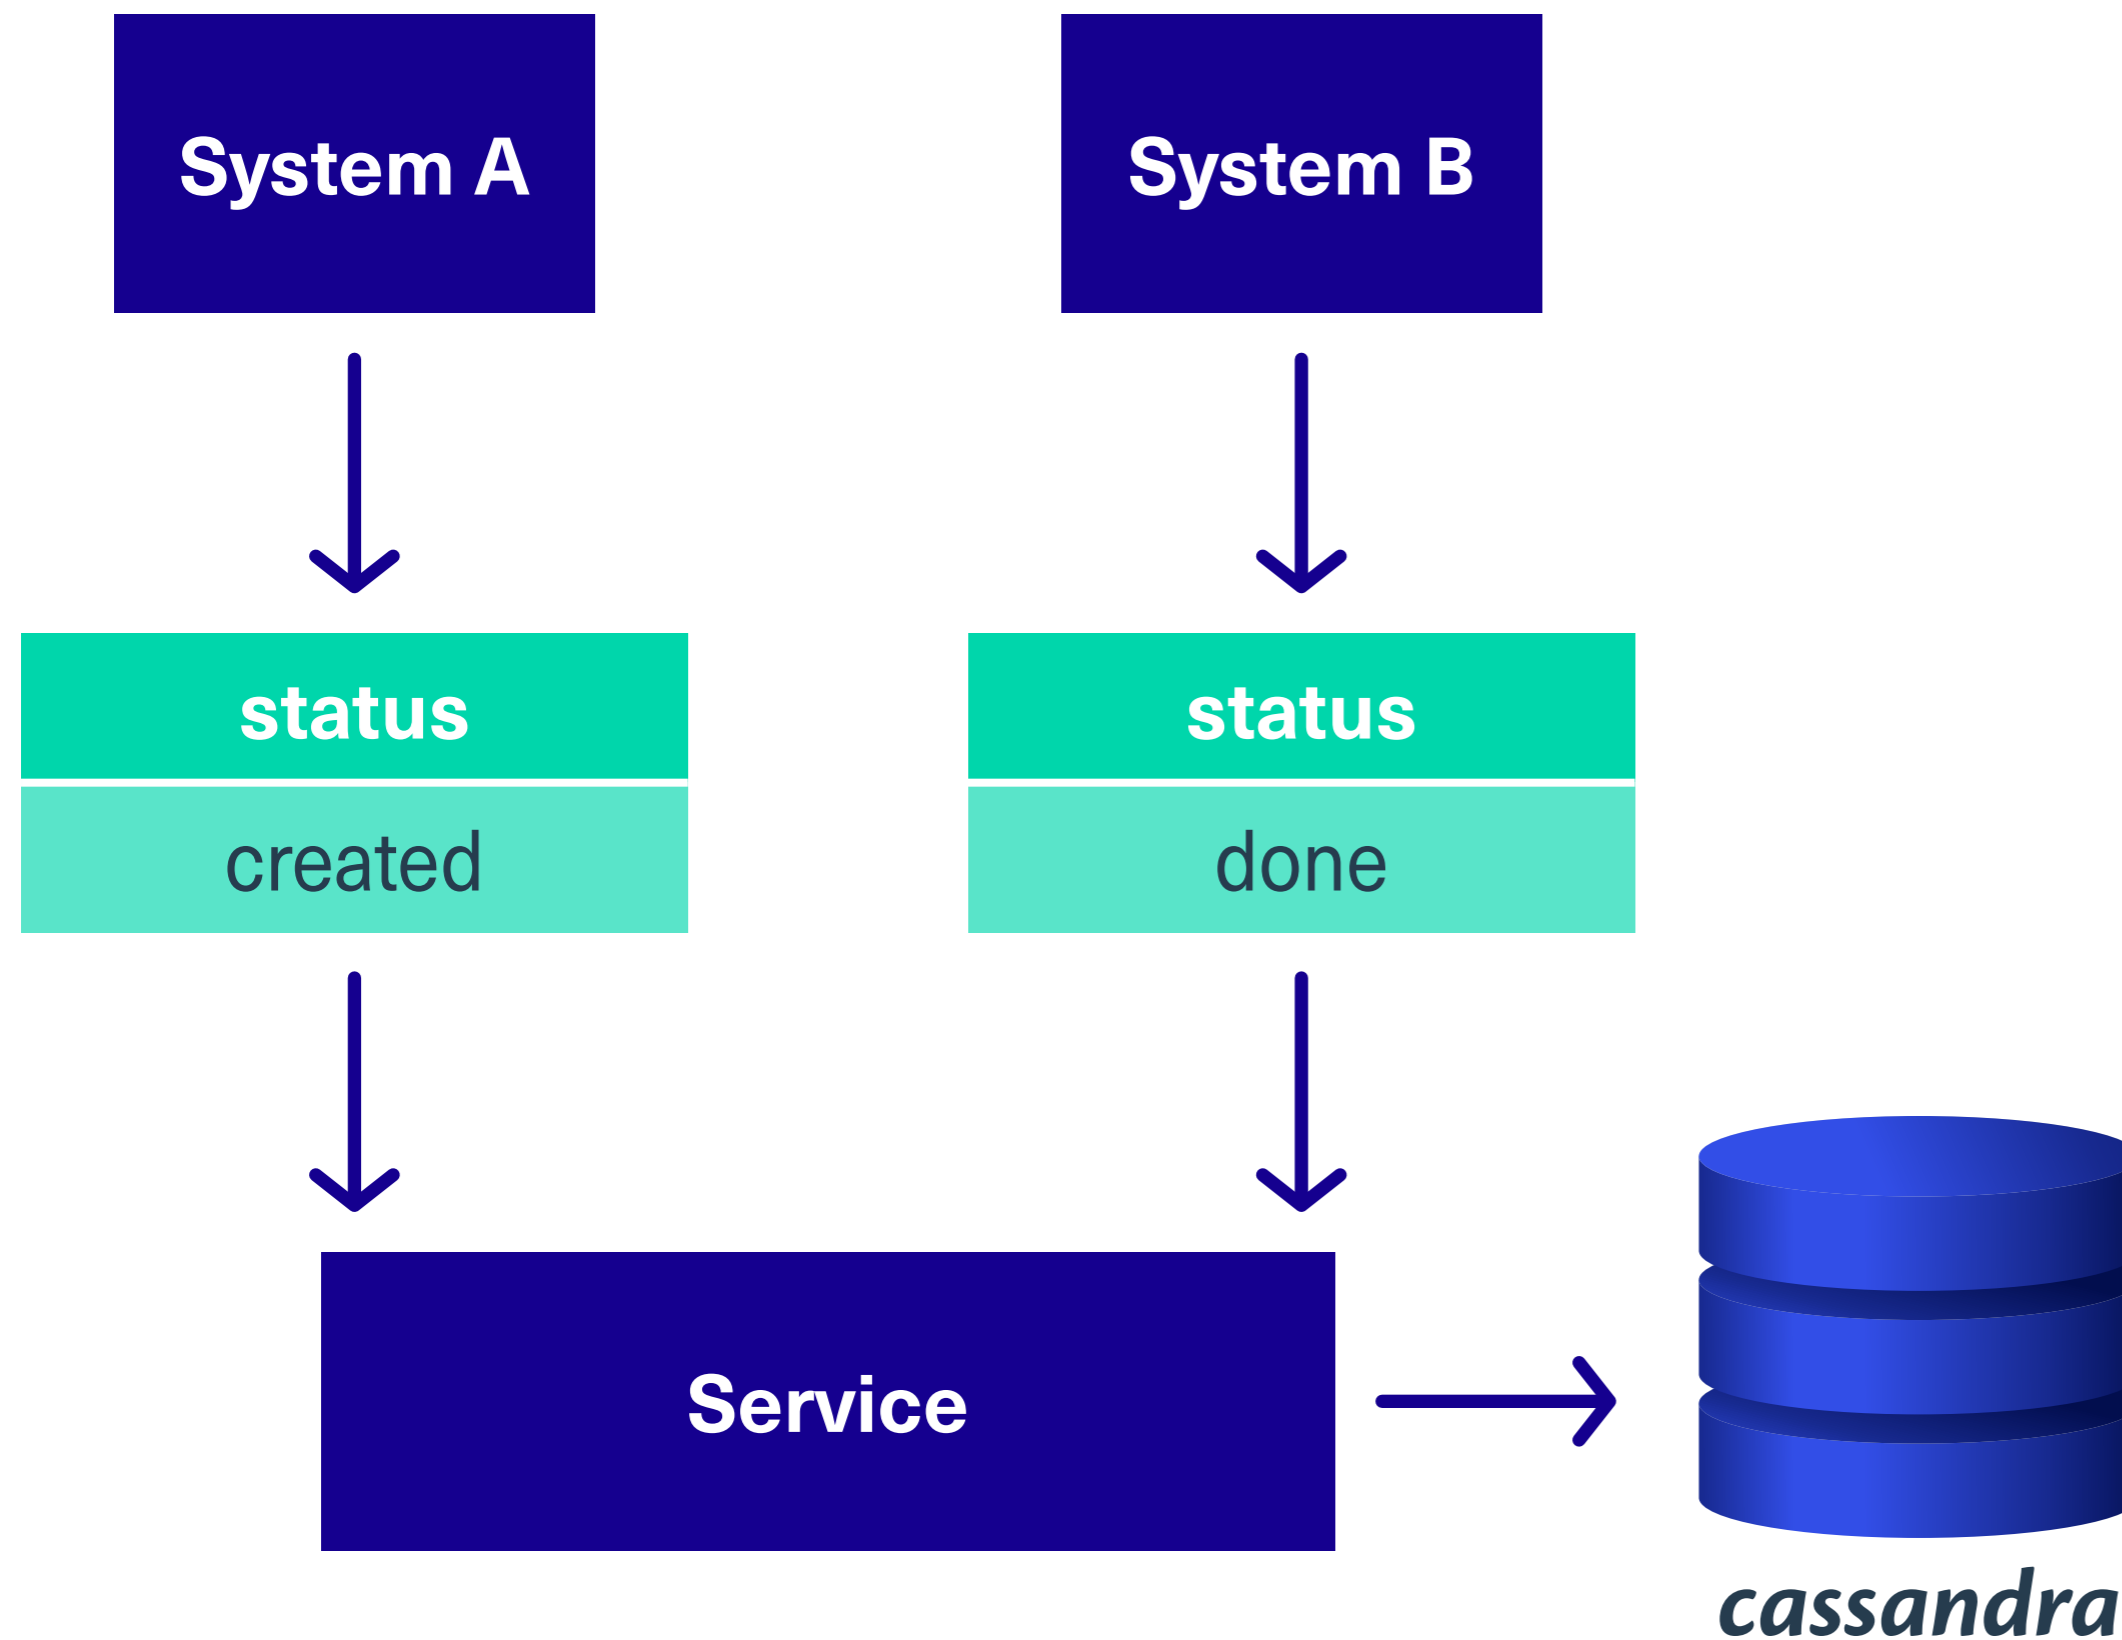 System A
System B
status
status
created
done
Service
cassandra